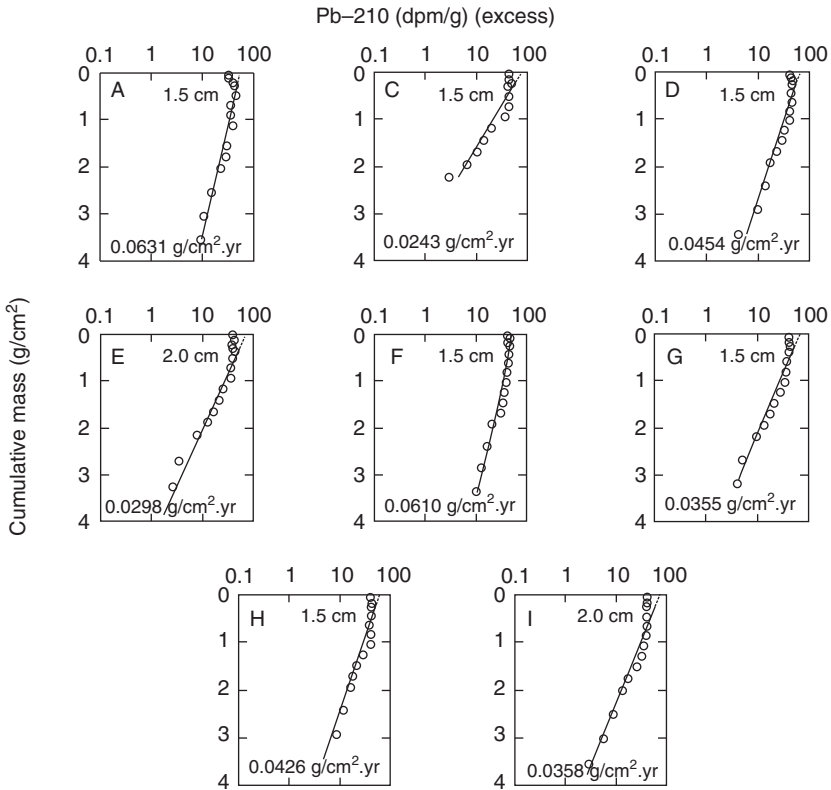 Pb–210 (dpm/g) (excess)
0.1 1 10 100 0.1 1 10 100 0.1 1 10 100
0 0 0
A 1.5 cm C 1.5 cm D 1.5 cm
1 1 1
2 2 2
3 3 3
0.0631 g/cm².yr 0.0243 g/cm².yr 0.0454 g/cm².yr
4 4 4
Cumulative mass (g/cm²)
0.1 1 10 100 0.1 1 10 100 0.1 1 10 100
0 0 0
E 2.0 cm F 1.5 cm G 1.5 cm
1 1 1
2 2 2
3 3 3
0.0298 g/cm².yr 0.0610 g/cm².yr 0.0355 g/cm².yr
4 4 4
0.1 1 10 100 0.1 1 10 100
0 0
H 1.5 cm I 2.0 cm
1 1
2 2
3 3
0.0426 g/cm².yr 0.0358 g/cm².yr
4 4